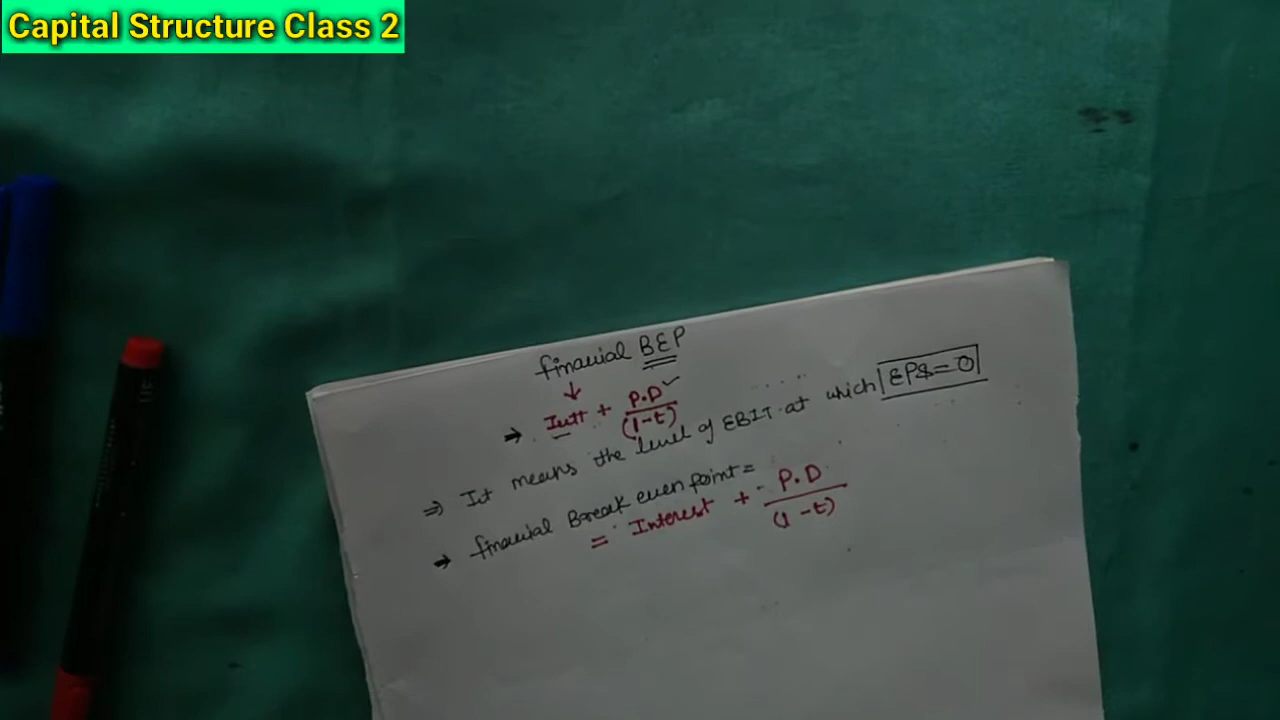 Capital Structure Class 2
financial BEP
↓
⇒ Intt + P.D ✓ / (1-t)
⇒ It means the level of EBIT at which EPS = 0
→ financial Break even point =
= Interest + P.D. / (1-t)